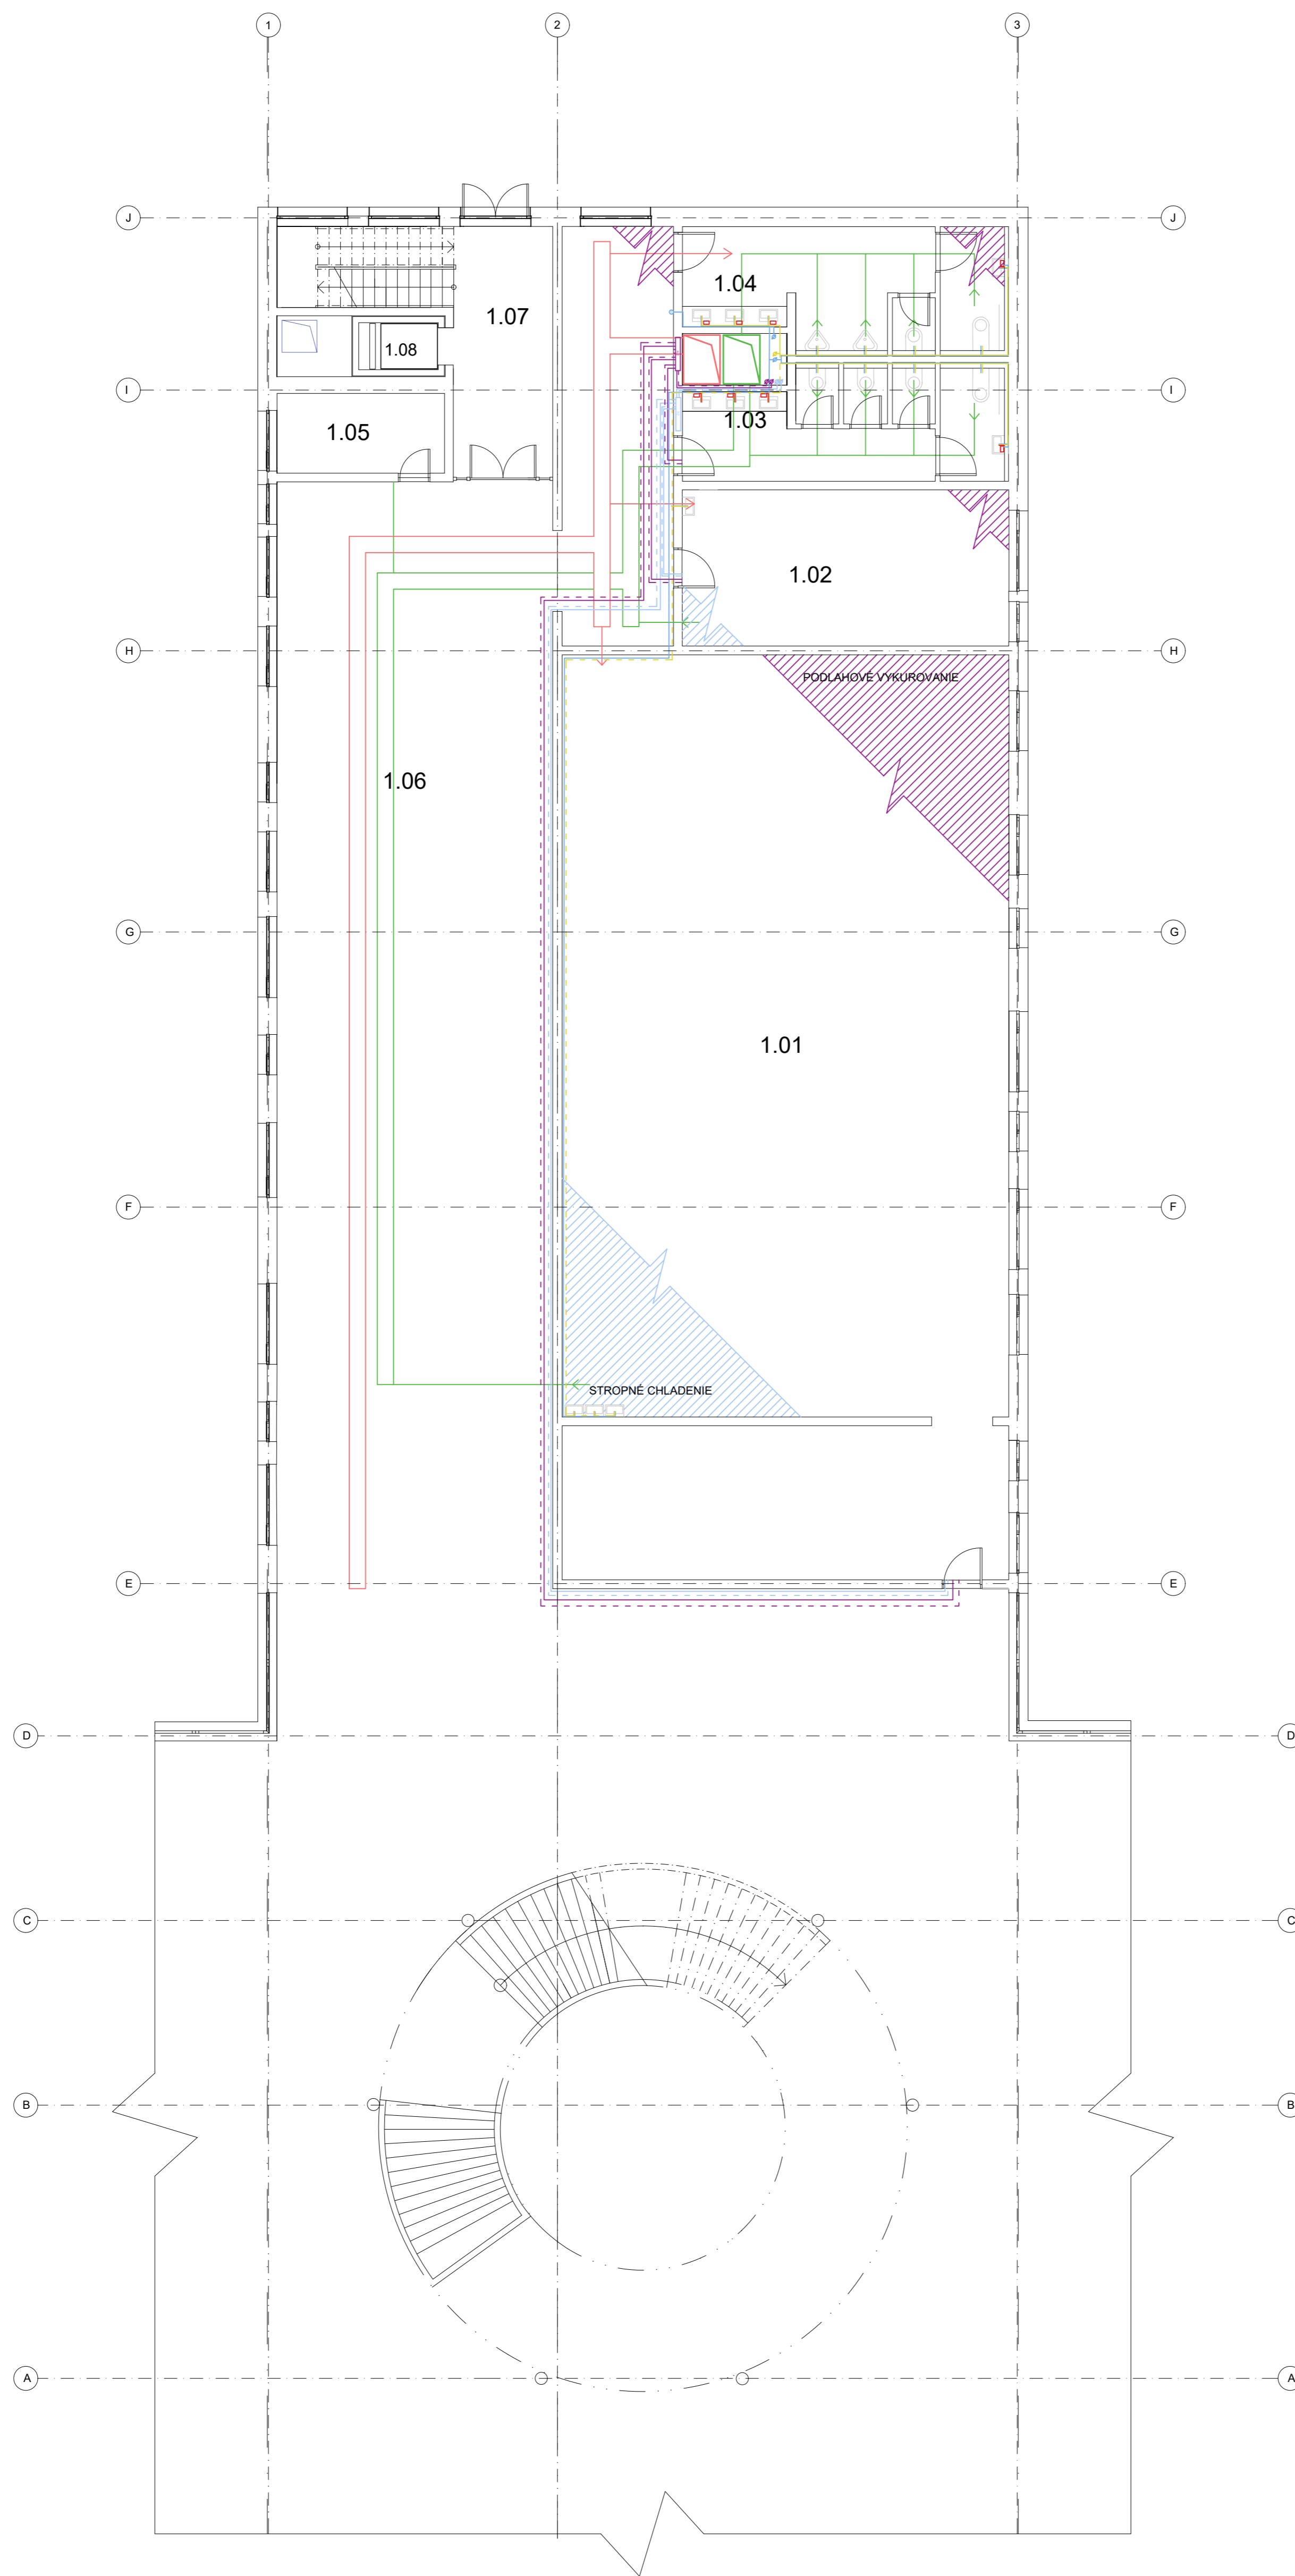 1 2 3
J J
1.04
1.07
1.08
I I
1.03
1.05
1.02
H H
PODLAHOVÉ VYKUROVANIE
1.06
G G
1.01
F F
STROPNÉ CHLADENIE
E E
D D
C C
B B
A A